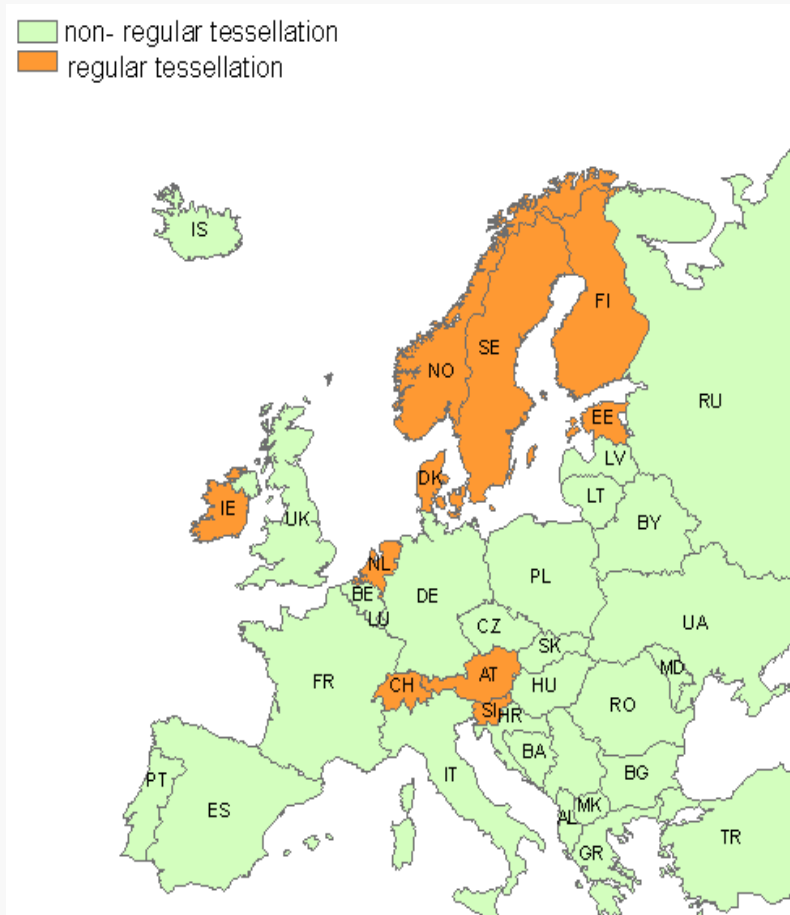 non- regular tessellation
regular tessellation
IS
FI
SE
NO
RU
EE
LV
DK
LT
IE
UK
BY
NL
PL
BE
DE
LU
UA
CZ
SK
MD
AT
FR
CH
HU
RO
SI HR
BA
BG
IT
PT
MK
ES
AL
TR
GR